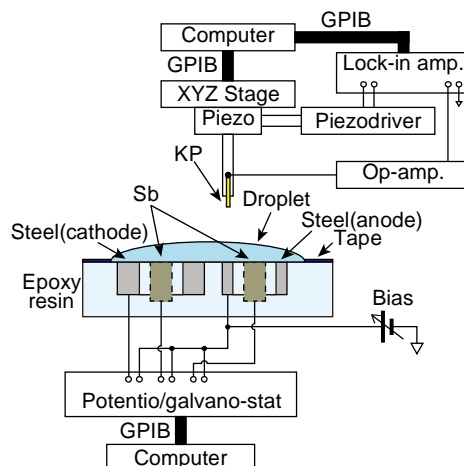 GPIB
Computer
GPIB
Lock-in amp.
XYZ Stage
Piezo
Piezodriver
KP
Op-amp.
Sb
Droplet
Steel(cathode)
Steel(anode)
Tape
Epoxy
resin
Bias
Potentio/galvano-stat
GPIB
Computer